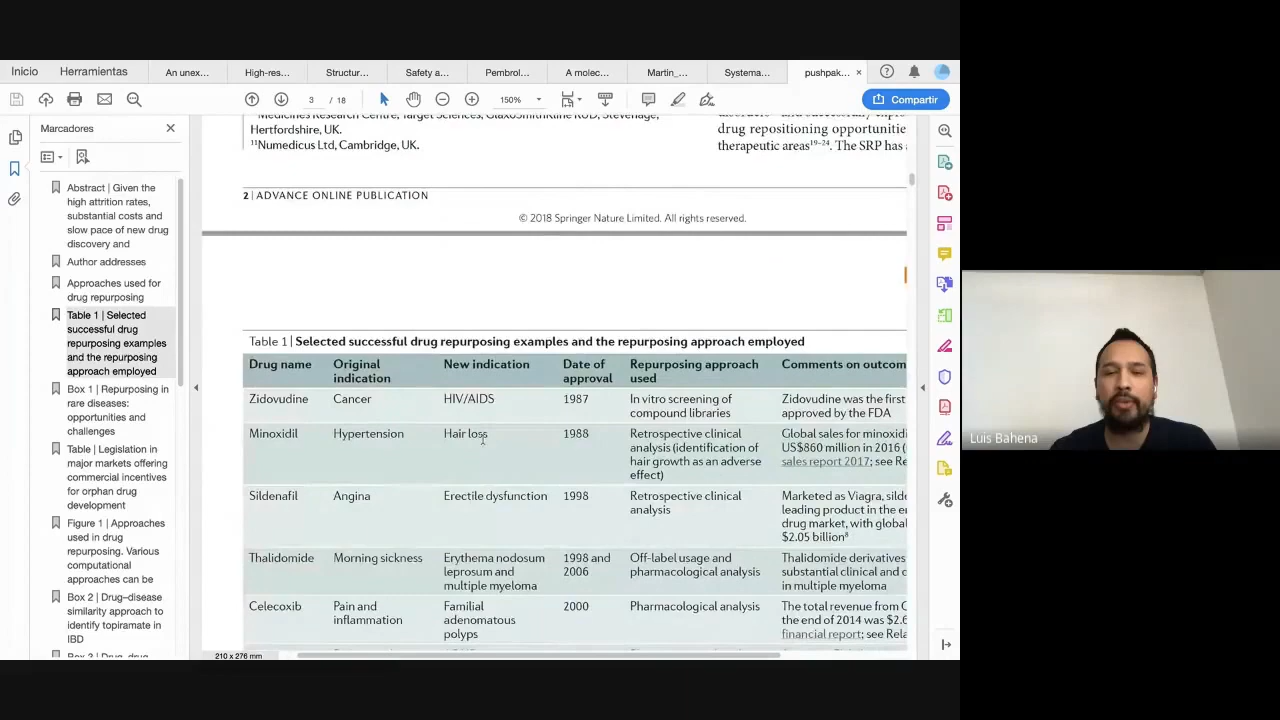 Inicio
Herramientas
An unex...
High-res...
Structur...
Safety a...
Pembrol...
A molec...
Martin_...
Systema...
pushpak...
3 / 18
150%
Compartir
Marcadores
Abstract | Given the
high attrition rates,
substantial costs and
slow pace of new drug
discovery and
Author addresses
Approaches used for
drug repurposing
Table 1 | Selected
successful drug
repurposing examples
and the repurposing
approach employed
Box 1 | Repurposing in
rare diseases:
opportunities and
challenges
Table | Legislation in
major markets offering
commercial incentives
for orphan drug
development
Figure 1 | Approaches
used in drug
repurposing. Various
computational
approaches can be
Box 2 | Drug–disease
similarity approach to
identify topiramate in
IBD
Medicines Research Centre, Target Sciences, GlaxoSmithKline R&D, Stevenage,
Hertfordshire, UK.
11Numedicus Ltd, Cambridge, UK.
drug repositioning opportunitie
therapeutic areas19–24. The SRP has
2 | ADVANCE ONLINE PUBLICATION
© 2018 Springer Nature Limited. All rights reserved.
Table 1 | Selected successful drug repurposing examples and the repurposing approach employed
Drug name
Original
indication
New indication
Date of
approval
Repurposing approach
used
Comments on outcom
Zidovudine
Cancer
HIV/AIDS
1987
In vitro screening of
compound libraries
Zidovudine was the first
approved by the FDA
Minoxidil
Hypertension
Hair loss
1988
Retrospective clinical
analysis (identification of
hair growth as an adverse
effect)
Global sales for minoxidi
US$860 million in 2016 (
sales report 2017; see Re
Sildenafil
Angina
Erectile dysfunction
1998
Retrospective clinical
analysis
Marketed as Viagra, silde
leading product in the e
drug market, with global
$2.05 billion8
Thalidomide
Morning sickness
Erythema nodosum
leprosum and
multiple myeloma
1998 and
2006
Off-label usage and
pharmacological analysis
Thalidomide derivatives
substantial clinical and c
in multiple myeloma
Celecoxib
Pain and
inflammation
Familial
adenomatous
polyps
2000
Pharmacological analysis
The total revenue from C
the end of 2014 was $2.6
financial report; see Rela
210 x 276 mm
Luis Bahena